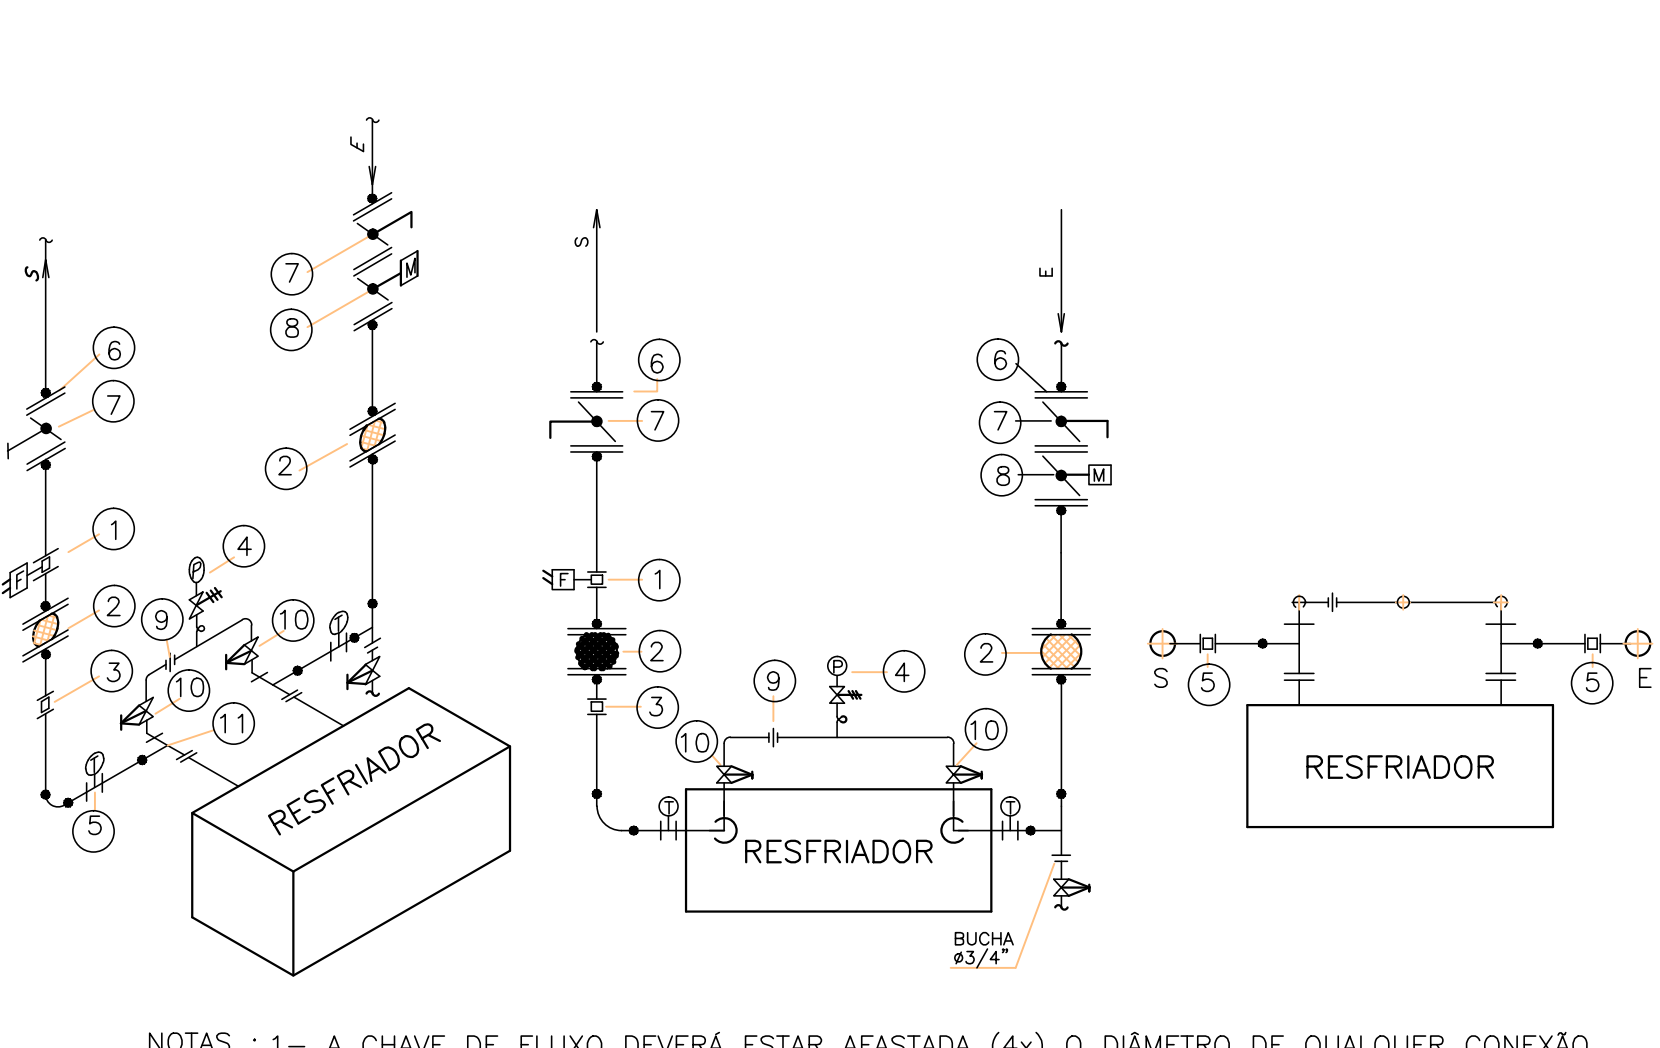 E
S
7
M
8
6
7
2
1
F
2
3
P
4
9
10
T
10
11
T
5
RESFRIADOR
S
E
6
6
7
7
8
M
F
1
2
2
3
P
4
9
10
10
T
T
RESFRIADOR
BUCHA
ø3/4"
S
5
5
E
RESFRIADOR
NOTAS : 1- A CHAVE DE FLUXO DEVERÁ ESTAR AFASTADA (4x) O DIÂMETRO DE QUALQUER CONEXÃO